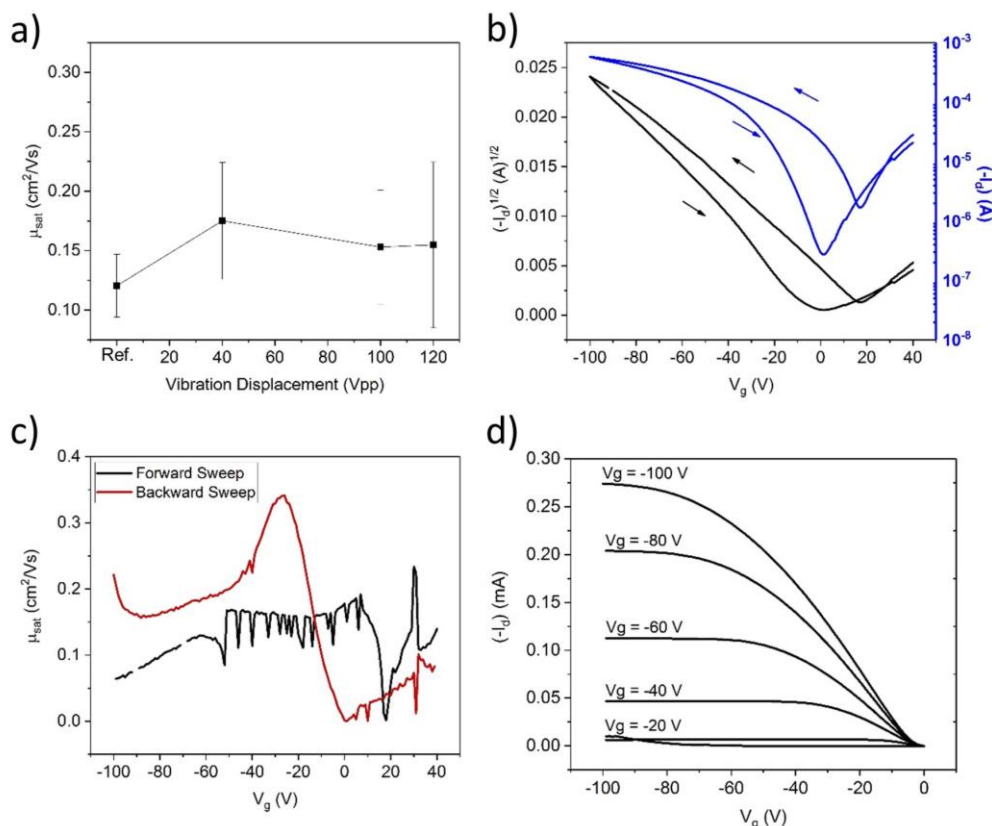 a)
μsat (cm²/Vs)
0.30
0.25
0.20
0.15
0.10
Ref. 20 40 60 80 100 120
Vibration Displacement (Vpp)
b)
(-Id)^1/2 (A)^1/2
0.025
0.020
0.015
0.010
0.005
0.000
-100 -80 -60 -40 -20 0 20 40
Vg (V)
10^-3
10^-4
10^-5
10^-6
10^-7
10^-8
(-Id) (A)
c)
μsat (cm²/Vs)
0.4
0.3
0.2
0.1
0.0
Forward Sweep
Backward Sweep
-100 -80 -60 -40 -20 0 20 40
Vg (V)
d)
(-Id) (mA)
0.30
0.25
0.20
0.15
0.10
0.05
0.00
Vg = -100 V
Vg = -80 V
Vg = -60 V
Vg = -40 V
Vg = -20 V
-100 -80 -60 -40 -20 0
Vg (V)